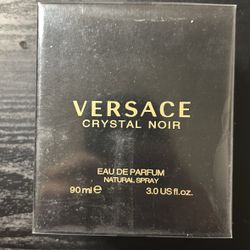 VERSACE
CRYSTAL NOIR
EAU DE PARFUM
NATURAL SPRAY
90 ml e 3.0 US fl.oz.